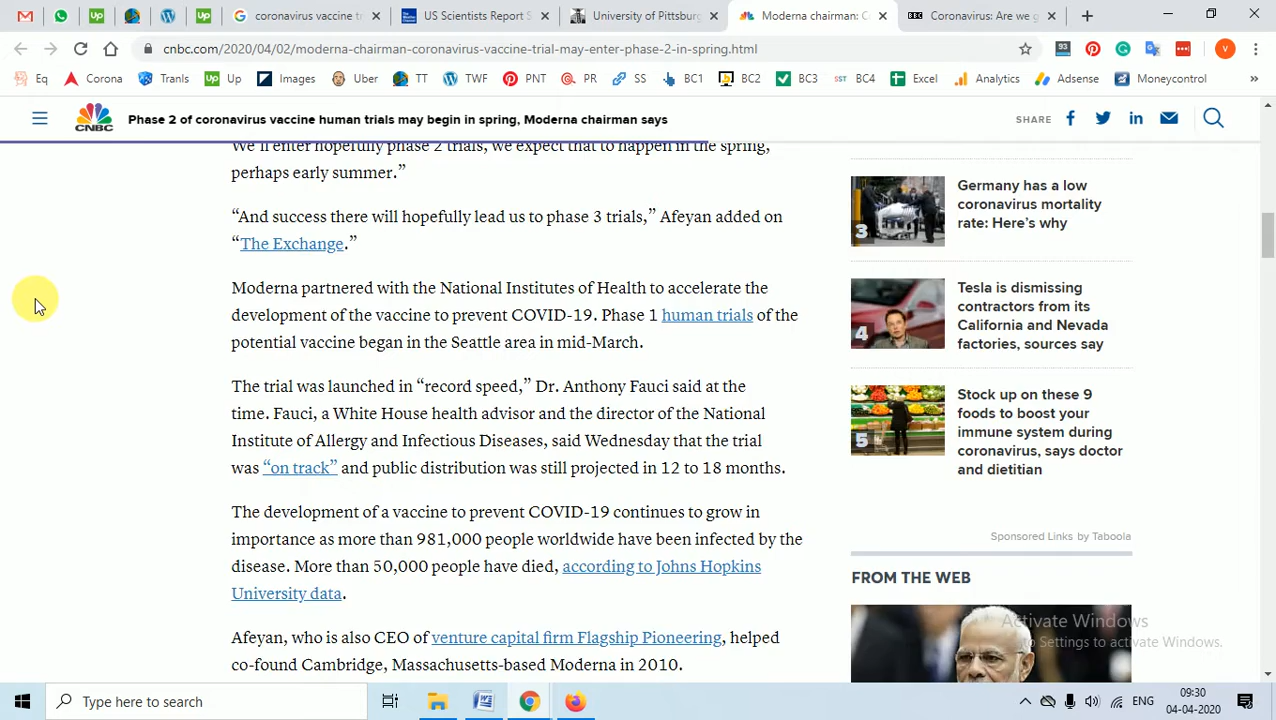 coronavirus vaccine t
US Scientists Report S
University of Pittsburg
Moderna chairman: C
Coronavirus: Are we g
cnbc.com/2020/04/02/moderna-chairman-coronavirus-vaccine-trial-may-enter-phase-2-in-spring.html
93
V
Eq
Corona
Transls
Up
Images
Uber
TT
TWF
PNT
PR
SS
BC1
BC2
BC3
SST BC4
Excel
Analytics
Adsense
Moneycontrol
»
CNBC
Phase 2 of coronavirus vaccine human trials may begin in spring, Moderna chairman says
SHARE
We'll enter hopefully phase 2 trials, we expect that to happen in the spring,
perhaps early summer.”
“And success there will hopefully lead us to phase 3 trials,” Afeyan added on
“The Exchange.”
Moderna partnered with the National Institutes of Health to accelerate the
development of the vaccine to prevent COVID-19. Phase 1 human trials of the
potential vaccine began in the Seattle area in mid-March.
The trial was launched in “record speed,” Dr. Anthony Fauci said at the
time. Fauci, a White House health advisor and the director of the National
Institute of Allergy and Infectious Diseases, said Wednesday that the trial
was “on track” and public distribution was still projected in 12 to 18 months.
The development of a vaccine to prevent COVID-19 continues to grow in
importance as more than 981,000 people worldwide have been infected by the
disease. More than 50,000 people have died, according to Johns Hopkins
University data.
Afeyan, who is also CEO of venture capital firm Flagship Pioneering, helped
co-found Cambridge, Massachusetts-based Moderna in 2010.
3
Germany has a low
coronavirus mortality
rate: Here's why
4
Tesla is dismissing
contractors from its
California and Nevada
factories, sources say
5
Stock up on these 9
foods to boost your
immune system during
coronavirus, says doctor
and dietitian
Sponsored Links by Taboola
FROM THE WEB
Activate Windows
to Settings to activate Windows.
Type here to search
ENG
09:30
04-04-2020